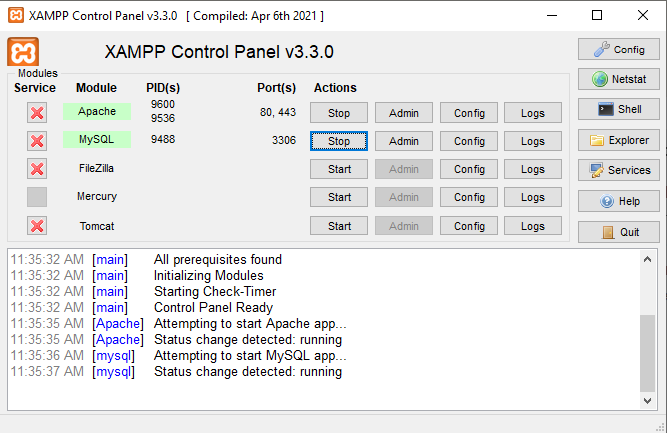 XAMPP Control Panel v3.3.0 [ Compiled: Apr 6th 2021 ]
XAMPP Control Panel v3.3.0
Config
Modules
Service Module PID(s) Port(s) Actions
Netstat
Apache 9600 9536 80, 443 Stop Admin Config Logs
Shell
MySQL 9488 3306 Stop Admin Config Logs
Explorer
FileZilla Start Admin Config Logs
Services
Mercury Start Admin Config Logs
Help
Tomcat Start Admin Config Logs
Quit
11:35:32 AM [main] All prerequisites found
11:35:32 AM [main] Initializing Modules
11:35:32 AM [main] Starting Check-Timer
11:35:32 AM [main] Control Panel Ready
11:35:35 AM [Apache] Attempting to start Apache app...
11:35:35 AM [Apache] Status change detected: running
11:35:36 AM [mysql] Attempting to start MySQL app...
11:35:37 AM [mysql] Status change detected: running